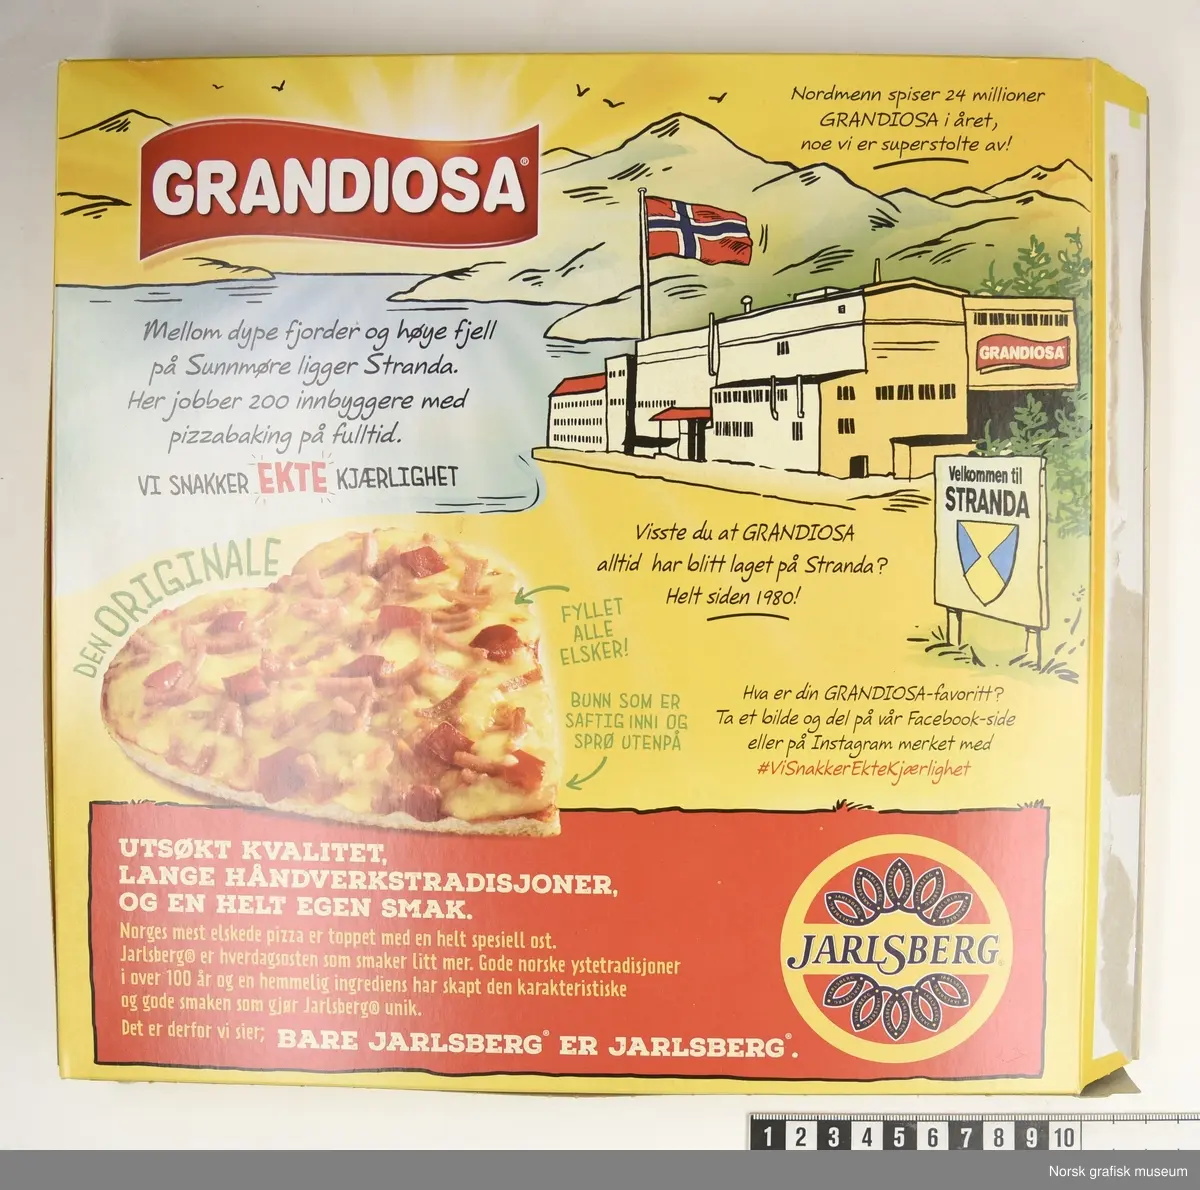 Nordmenn spiser 24 millioner
GRANDIOSA i året,
noe vi er superstolte av!
GRANDIOSA®
Mellom dype fjorder og høye fjell
på Sunnmøre ligger Stranda.
Her jobber 200 innbyggere med
pizzabaking på fulltid.
VI SNAKKER EKTE KJÆRLIGHET
GRANDIOSA
Velkommen til
STRANDA
Visste du at GRANDIOSA
alltid har blitt laget på Stranda?
Helt siden 1980!
DEN ORIGINALE
FYLLET
ALLE
ELSKER!
BUNN SOM ER
SAFTIG INNI OG
SPRØ UTENPÅ
Hva er din GRANDIOSA-favoritt?
Ta et bilde og del på vår Facebook-side
eller på Instagram merket med
#ViSnakkerEkteKjærlighet
UTSØKT KVALITET,
LANGE HÅNDVERKSTRADISJONER,
OG EN HELT EGEN SMAK.
Norges mest elskede pizza er toppet med en helt spesiell ost.
Jarlsberg® er hverdagsosten som smaker litt mer. Gode norske ystetradisjoner
i over 100 år og en hemmelig ingrediens har skapt den karakteristiske
og gode smaken som gjør Jarlsberg® unik.
Det er derfor vi sier; BARE JARLSBERG® ER JARLSBERG®.
JARLSBERG®
1 2 3 4 5 6 7 8 9 10
Norsk grafisk museum